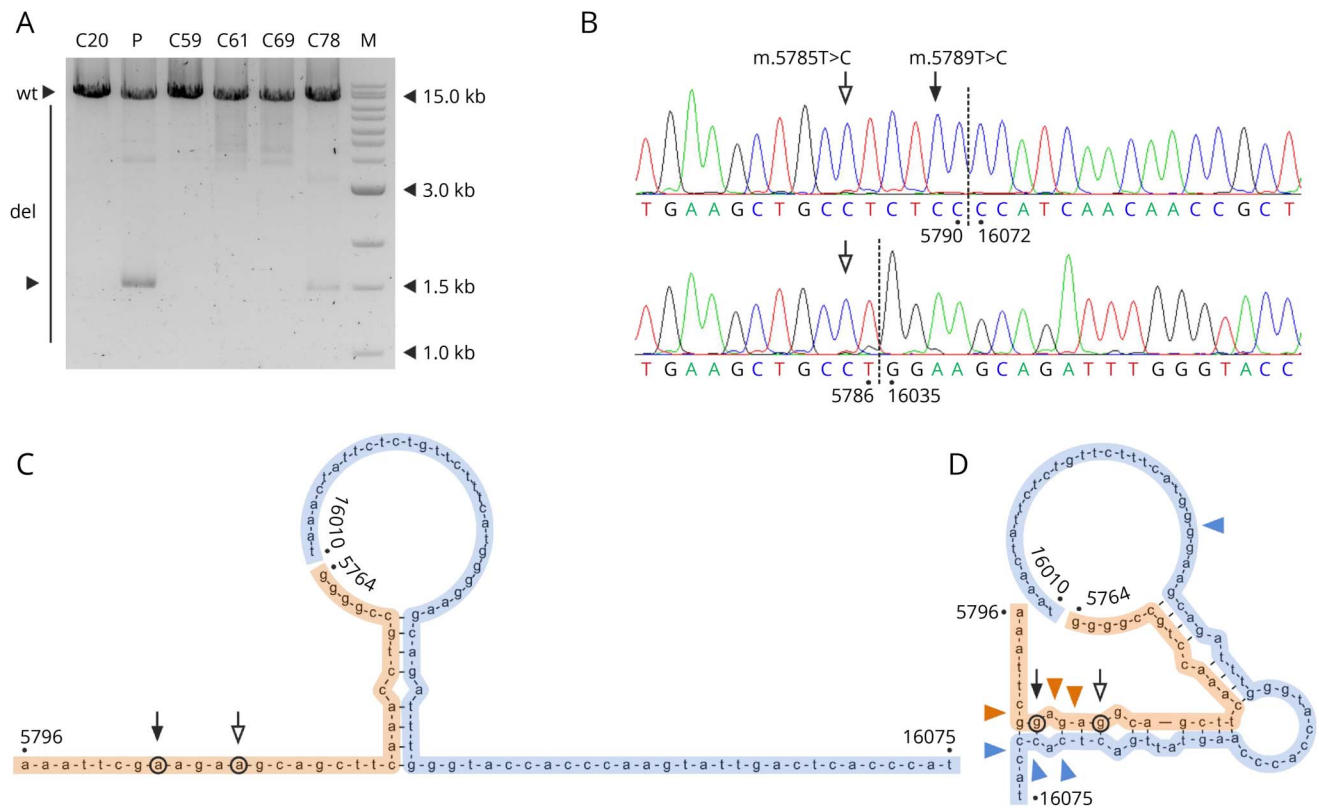 A
C20 P C59 C61 C69 C78 M
wt
15.0 kb
3.0 kb
del
1.5 kb
1.0 kb
B
m.5785T>C m.5789T>C
T G A A G C T G C C T C T C C C C A T C A A C A A C C G C T
5790 16072
T G A A G C T G C C T G G A A G C A G A T T T G G G T A C C
5786 16035
C
16010
5764
5796
16075
a-a-a-t-t-c-g-a-a-g-a-a-g-c-a-g-c-t-t-c-g-g-g-t-a-c-c-a-c-c-c-a-a-g-t-a-t-t-g-a-c-t-c-a-c-c-c-a-t
D
16010
5764
5796
16075